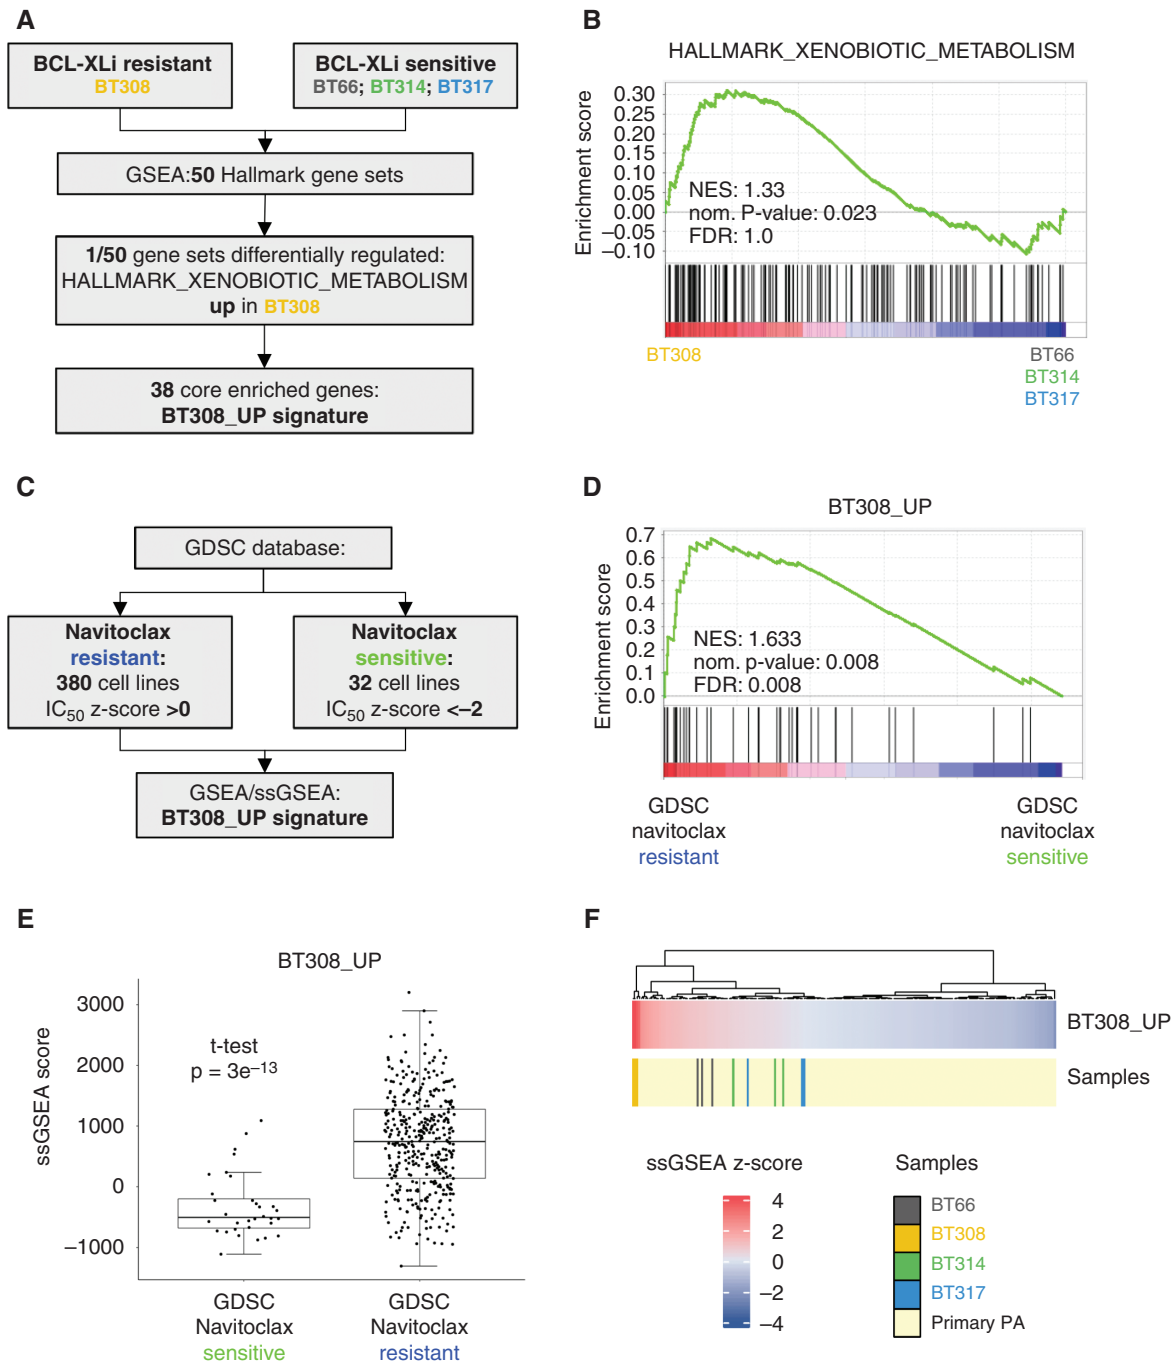 A
BCL-XLi resistant
BT308
BCL-XLi sensitive
BT66; BT314; BT317
GSEA:50 Hallmark gene sets
1/50 gene sets differentially regulated:
HALLMARK_XENOBIOTIC_METABOLISM
up in BT308
38 core enriched genes:
BT308_UP signature
B
HALLMARK_XENOBIOTIC_METABOLISM
Enrichment score
0.30
0.25
0.20
0.15
0.10
0.05
0.00
−0.05
−0.10
NES: 1.33
nom. P-value: 0.023
FDR: 1.0
BT308
BT66
BT314
BT317
C
GDSC database:
Navitoclax
resistant:
380 cell lines
IC50 z-score >0
Navitoclax
sensitive:
32 cell lines
IC50 z-score <−2
GSEA/ssGSEA:
BT308_UP signature
D
BT308_UP
Enrichment score
0.7
0.6
0.5
0.4
0.3
0.2
0.1
0.0
NES: 1.633
nom. p-value: 0.008
FDR: 0.008
GDSC
navitoclax
resistant
GDSC
navitoclax
sensitive
E
BT308_UP
ssGSEA score
3000
2000
1000
0
−1000
t-test
p = 3e−13
GDSC
Navitoclax
sensitive
GDSC
Navitoclax
resistant
F
BT308_UP
Samples
ssGSEA z-score
4
2
0
−2
−4
Samples
BT66
BT308
BT314
BT317
Primary PA